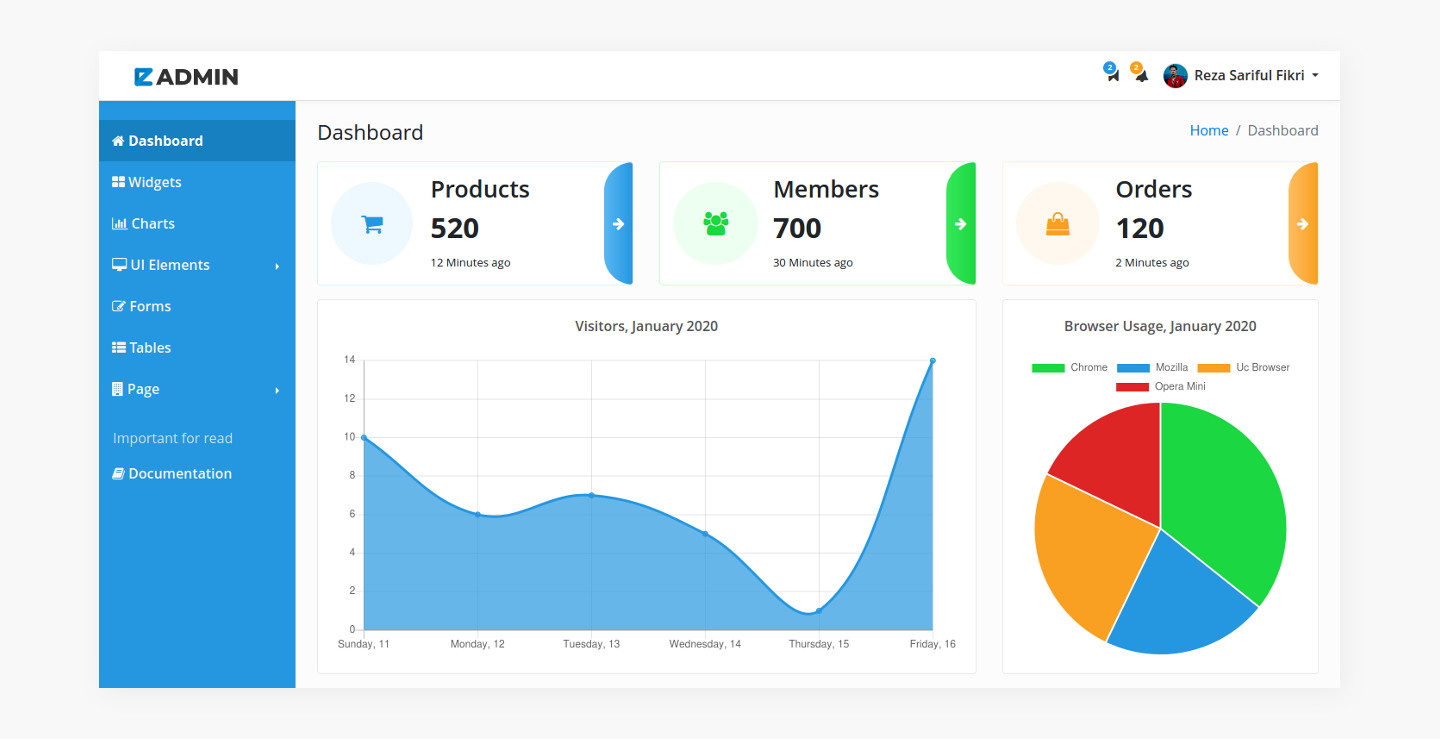 ADMIN
2
2
Reza Sariful Fikri
Dashboard
Widgets
Charts
UI Elements
Forms
Tables
Page
Important for read
Documentation
Dashboard
Home / Dashboard
Products
520
12 Minutes ago
Members
700
30 Minutes ago
Orders
120
2 Minutes ago
Visitors, January 2020
14
12
10
8
6
4
2
0
Sunday, 11 Monday, 12 Tuesday, 13 Wednesday, 14 Thursday, 15 Friday, 16
Browser Usage, January 2020
Chrome Mozilla Uc Browser
Opera Mini